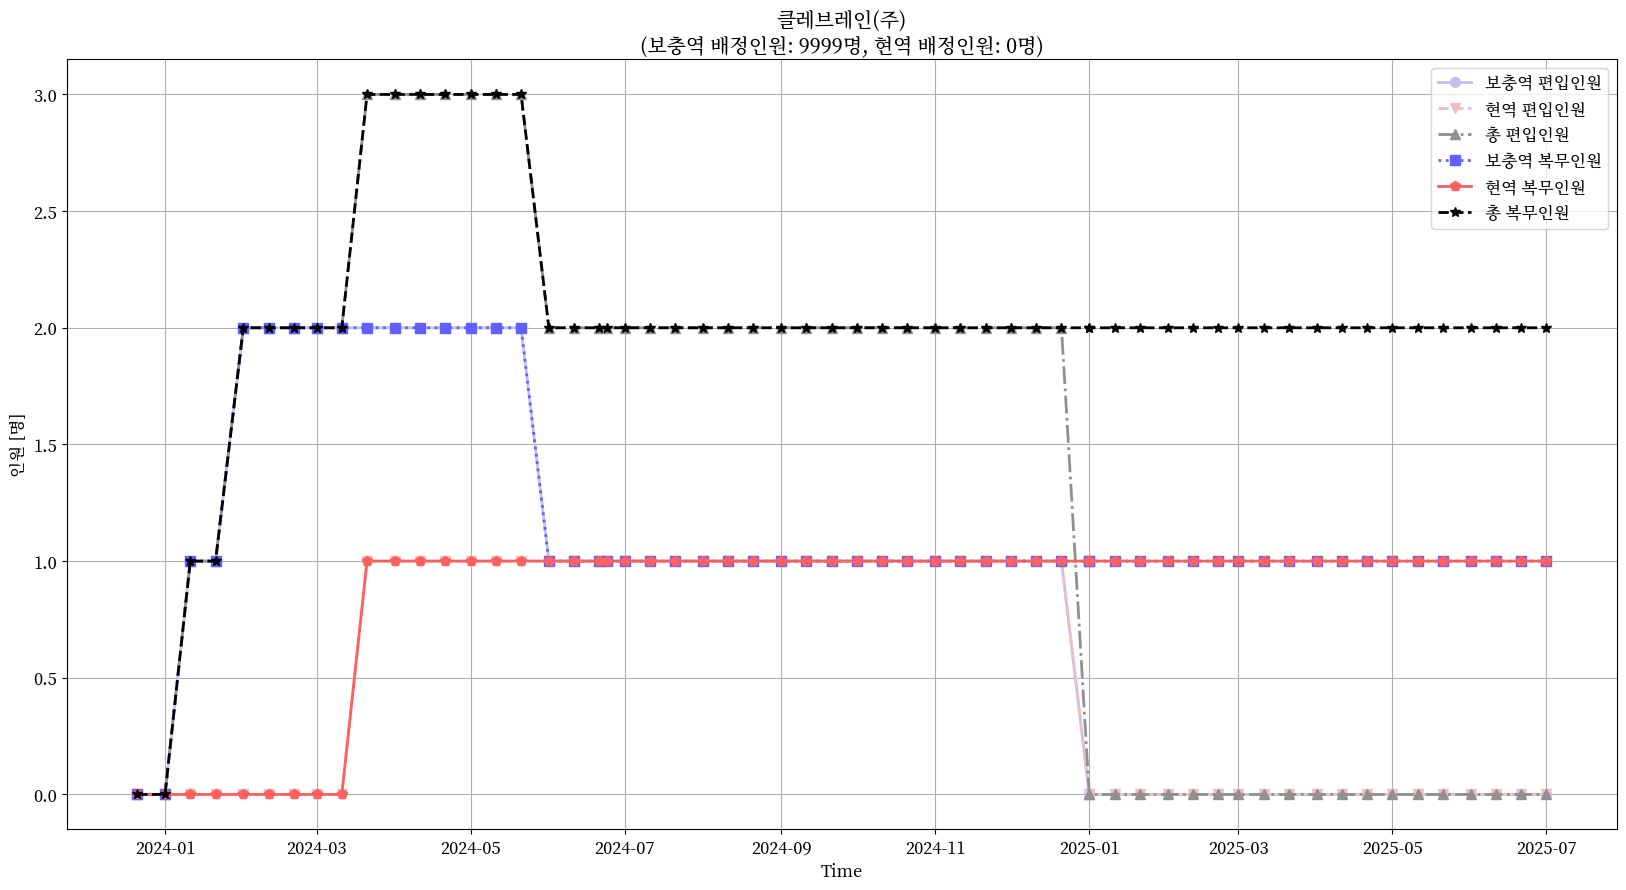 클레브레인(주)
(보충역 배정인원: 9999명, 현역 배정인원: 0명)
보충역 편입인원
현역 편입인원
총 편입인원
보충역 복무인원
현역 복무인원
총 복무인원
인원 [명]
3.0
2.5
2.0
1.5
1.0
0.5
0.0
2024-01 2024-03 2024-05 2024-07 2024-09 2024-11 2025-01 2025-03 2025-05 2025-07
Time